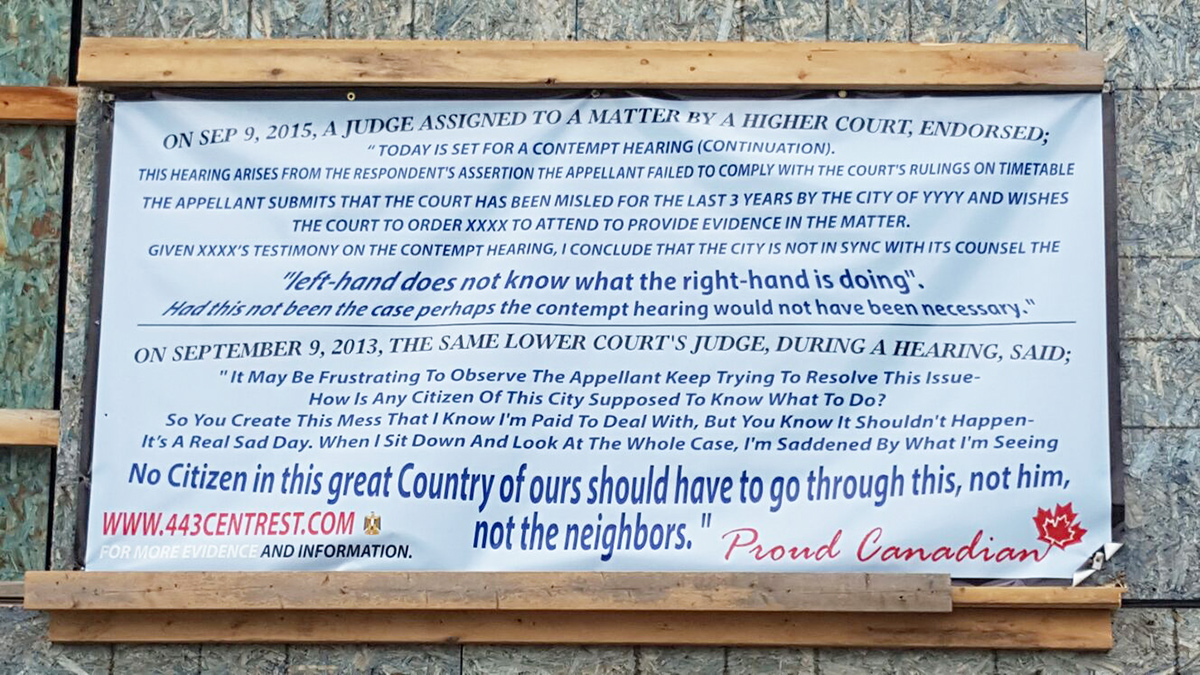 ON SEP 9, 2015, A JUDGE ASSIGNED TO A MATTER BY A HIGHER COURT, ENDORSED;
"TODAY IS SET FOR A CONTEMPT HEARING (CONTINUATION).
THIS HEARING ARISES FROM THE RESPONDENT'S ASSERTION THE APPELLANT FAILED TO COMPLY WITH THE COURT'S RULINGS ON TIMETABLE
THE APPELLANT SUBMITS THAT THE COURT HAS BEEN MISLED FOR THE LAST 3 YEARS BY THE CITY OF YYYY AND WISHES
THE COURT TO ORDER XXXX TO ATTEND TO PROVIDE EVIDENCE IN THE MATTER.
GIVEN XXXX'S TESTIMONY ON THE CONTEMPT HEARING, I CONCLUDE THAT THE CITY IS NOT IN SYNC WITH ITS COUNSEL THE
"left-hand does not know what the right-hand is doing".
Had this not been the case perhaps the contempt hearing would not have been necessary."
ON SEPTEMBER 9, 2013, THE SAME LOWER COURT'S JUDGE, DURING A HEARING, SAID;
"It May Be Frustrating To Observe The Appellant Keep Trying To Resolve This Issue-
How Is Any Citizen Of This City Supposed To Know What To Do?
So You Create This Mess That I Know I'm Paid To Deal With, But You Know It Shouldn't Happen-
It's A Real Sad Day. When I Sit Down And Look At The Whole Case, I'm Saddened By What I'm Seeing
No Citizen in this great Country of ours should have to go through this, not him,
not the neighbors."
WWW.443CENTREST.COM
FOR MORE EVIDENCE AND INFORMATION.
Proud Canadian